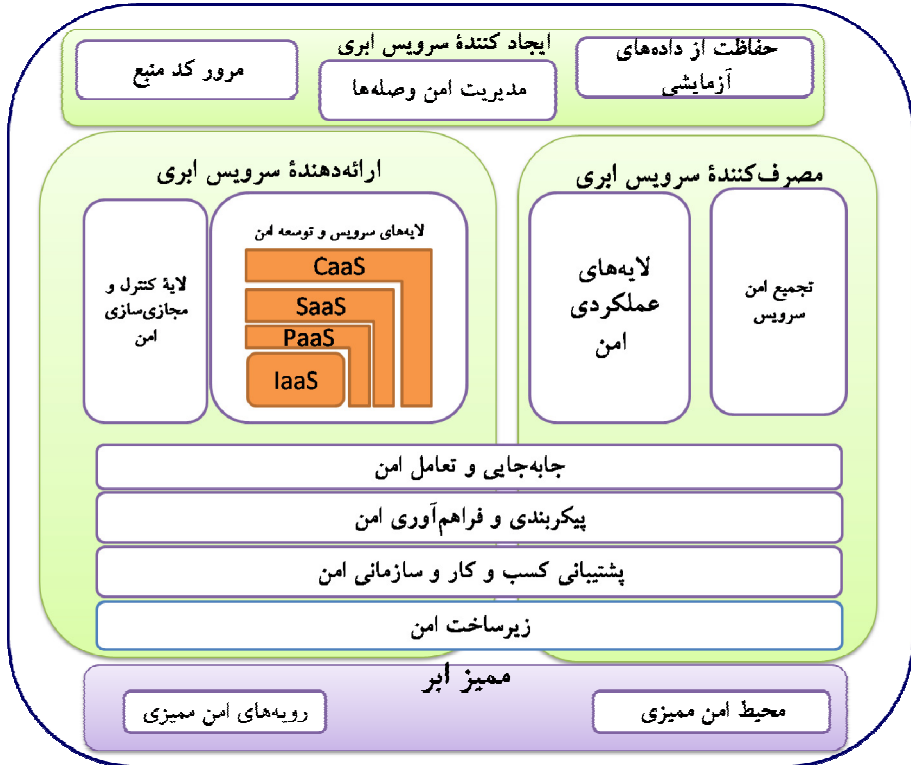 ایجاد کنندهٔ سرویس ابری
حفاظت از داده‌های
آزمایشی
مدیریت امن وصله‌ها
مرور کد منبع
مصرف‌کنندهٔ سرویس ابری
تجمیع امن
سرویس
لایه‌های
عملکردی
امن
ارائه‌دهندهٔ سرویس ابری
لایه‌های سرویس و توسعه امن
CaaS
SaaS
PaaS
IaaS
لایهٔ کنترل و
مجازی‌سازی
امن
جابه‌جایی و تعامل امن
پیکربندی و فراهم‌آوری امن
پشتیبانی کسب و کار و سازمانی امن
زیرساخت امن
ممیز ابر
محیط امن ممیزی
رویه‌های امن ممیزی